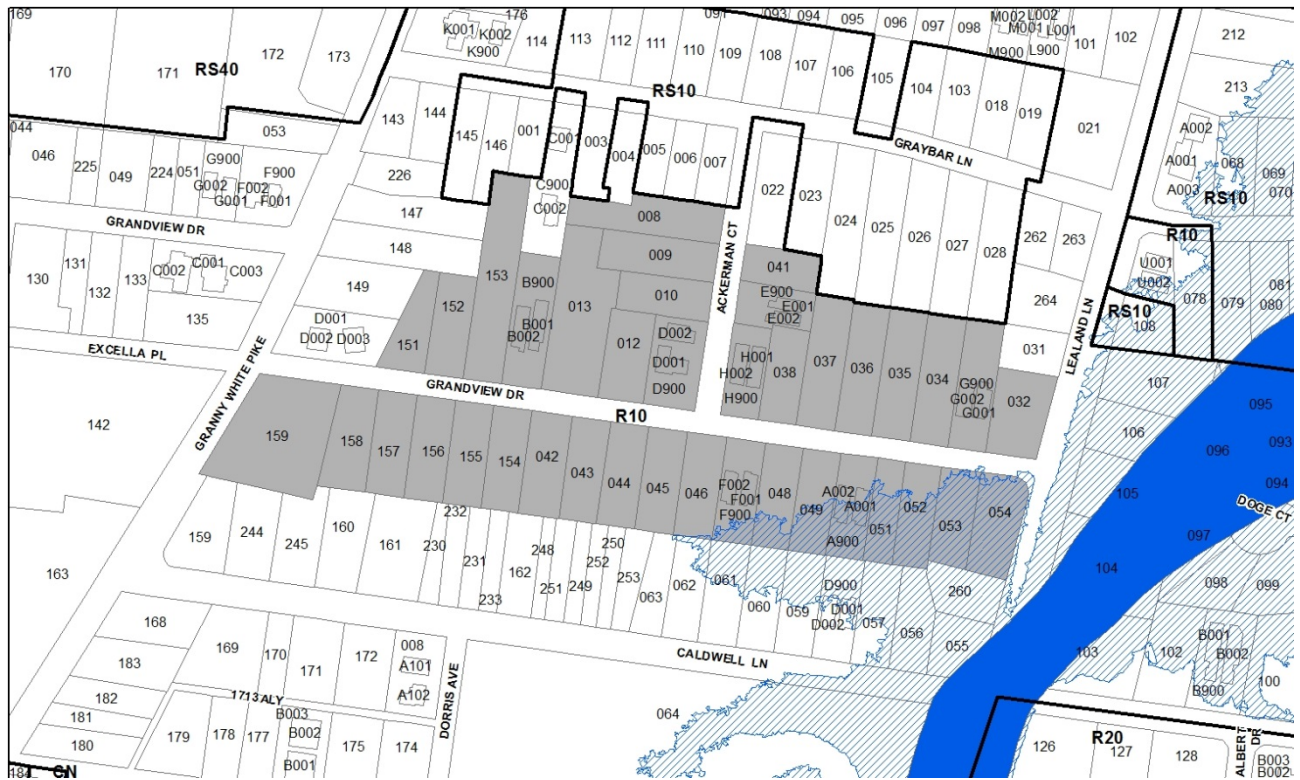 169
170
171
172
173
RS40
053
K001
K002
K900
176
114
113
112
111
110
091
109
093
108
094
107
095
106
096
105
097
104
098
103
M002
M001
M900
L002
L001
L900
018
019
101
102
021
212
213
RS10
GRAYBAR LN
044
046
225
049
224
051
G900
G002
G001
F900
F002
F001
143
144
145
146
001
C001
003
004
005
006
007
022
023
024
025
026
027
028
262
263
264
A002
A001
A003
068
069
070
RS10
226
147
148
149
C900
C002
008
009
010
041
ACKERMAN CT
GRANDVIEW DR
130
131
132
133
C002
C001
C003
135
EXCELLA PL
GRANNY WHITE PIKE
D001
D002
D003
151
152
153
B900
B001
B002
013
012
D002
D001
D900
E900
E001
E002
H001
H002
H900
038
037
036
035
034
G900
G002
G001
031
032
LEALAND LN
R10
U001
U002
078
079
081
080
RS10
108
107
106
095
096
093
094
105
DOGE CT
097
104
098
099
GRANDVIEW DR
R10
142
159
158
157
156
155
154
042
043
044
045
046
F002
F001
F900
048
049
A002
A001
A900
051
052
053
054
163
159
244
245
160
161
230
232
231
233
162
248
251
249
250
252
253
063
062
061
060
059
D900
D001
D002
057
056
055
260
CALDWELL LN
168
183
182
181
180
169
170
171
172
008
A101
A102
1713 ALY
DORRIS AVE
179
178
177
B003
B002
B001
175
174
064
103
102
B001
B002
B900
100
ALBERT DR
R20
126
127
128
B003
B002
CN